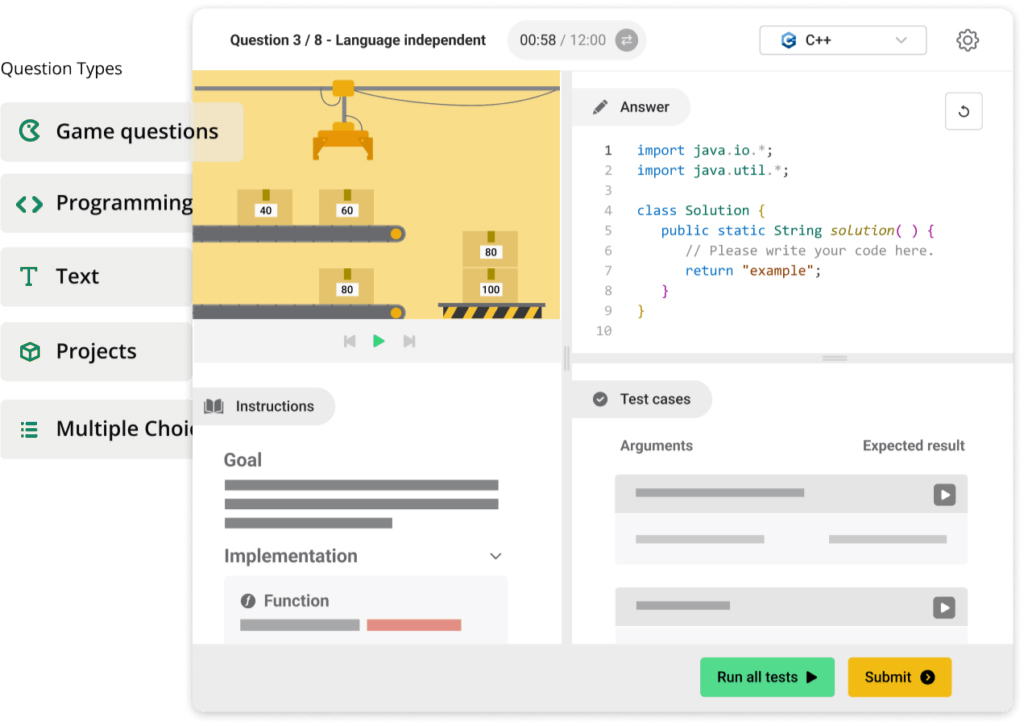 Question Types
Game questions
Programming
Text
Projects
Multiple Choi
Question 3 / 8 - Language independent
00:58 / 12:00
C++
40
60
80
80
100
Instructions
Goal
Implementation
Function
Answer
1 import java.io.*;
2 import java.util.*;
3
4 class Solution {
5 public static String solution( ) {
6 // Please write your code here.
7 return "example";
8 }
9 }
10
Test cases
Arguments Expected result
Run all tests
Submit